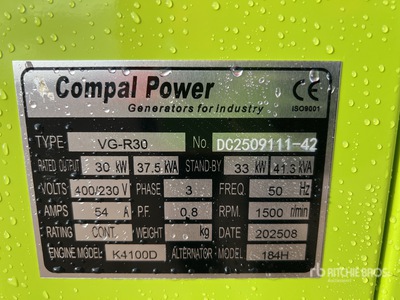 Compal Power
Generators for industry
CE
ISO9001
TYPE VG-R30 No. DC2509111-42
RATED OUTPUT 30 kW 37.5 kVA STAND-BY 33 kW 41.3 kVA
VOLTS 400/230 V PHASE 3 FREQ. 50 Hz
AMPS 54 A P.F. 0.8 RPM. 1500 r/min
RATING CONT. WEIGHT kg DATE 202508
ENGINE MODEL K4100D ALTERNATOR MODEL 184H
RITCHIE BROS